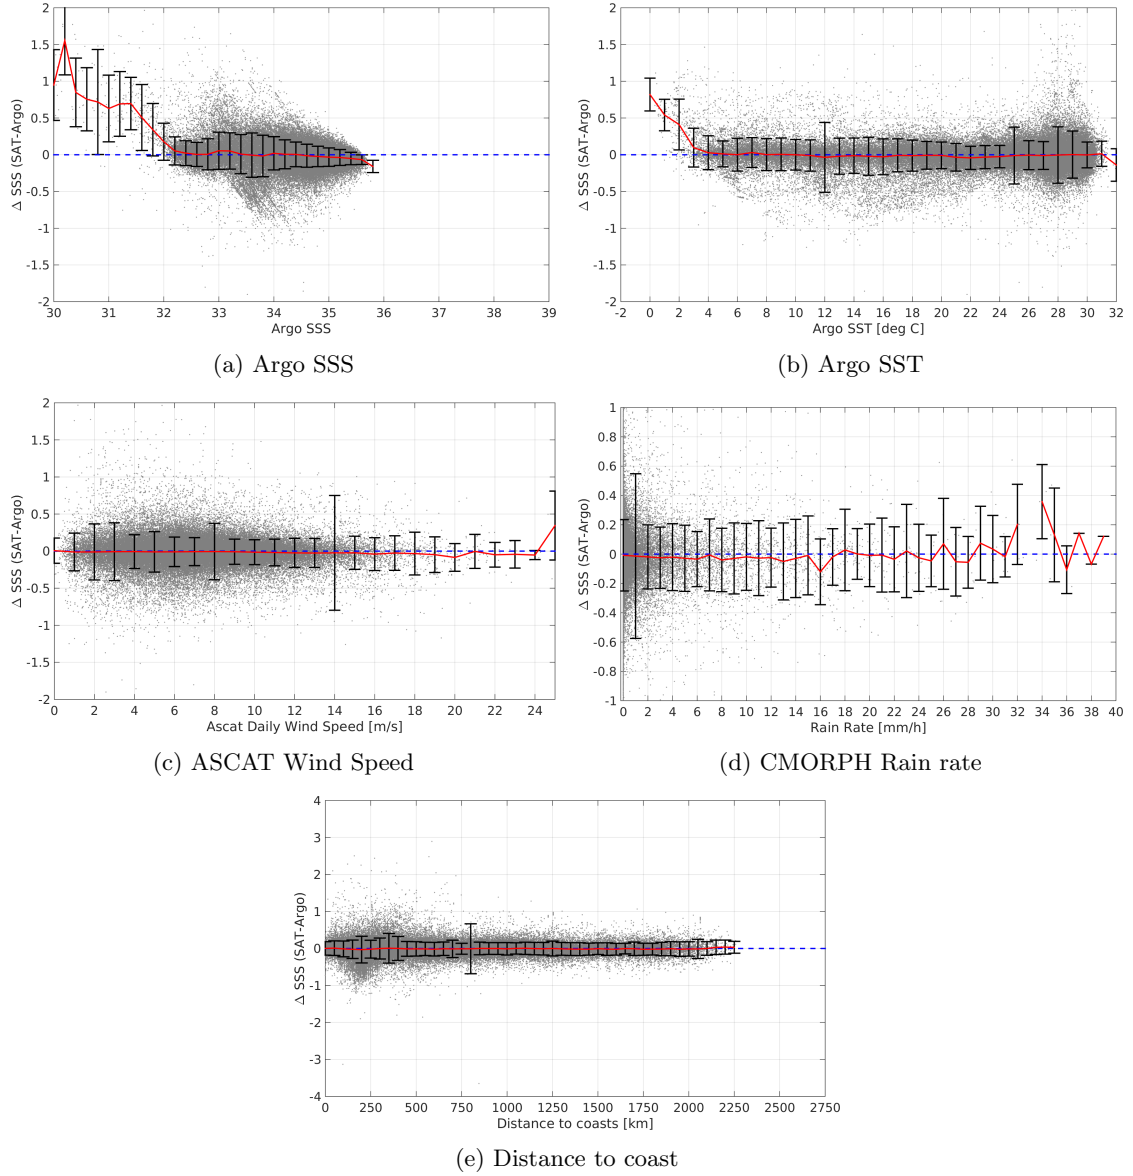 2
1.5
1
0.5
0
-0.5
-1
-1.5
-2
Δ SSS (SAT-Argo)
30 31 32 33 34 35 36 37 38 39
Argo SSS
(a) Argo SSS
2
1.5
1
0.5
0
-0.5
-1
-1.5
-2
Δ SSS (SAT-Argo)
-2 0 2 4 6 8 10 12 14 16 18 20 22 24 26 28 30 32
Argo SST [deg C]
(b) Argo SST
2
1.5
1
0.5
0
-0.5
-1
-1.5
-2
Δ SSS (SAT-Argo)
0 2 4 6 8 10 12 14 16 18 20 22 24
Ascat Daily Wind Speed [m/s]
(c) ASCAT Wind Speed
1
0.8
0.6
0.4
0.2
0
-0.2
-0.4
-0.6
-0.8
-1
Δ SSS (SAT-Argo)
0 2 4 6 8 10 12 14 16 18 20 22 24 26 28 30 32 34 36 38 40
Rain Rate [mm/h]
(d) CMORPH Rain rate
4
3
2
1
0
-1
-2
-3
-4
Δ SSS (SAT-Argo)
0 250 500 750 1000 1250 1500 1750 2000 2250 2500 2750
Distance to coasts [km]
(e) Distance to coast